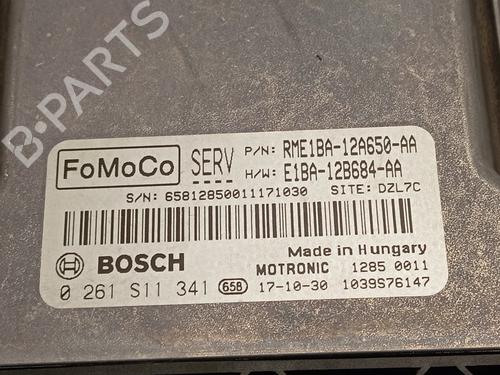 B-PARTS
FoMoCo SERV P/N: RME1BA-12A650-AA
H/W: E1BA-12B684-AA
S/N: 65812850011171030 SITE: DZL7C
Made in Hungary
BOSCH MOTRONIC 1285 0011
0 261 S11 341 658 17-10-30 1039S76147